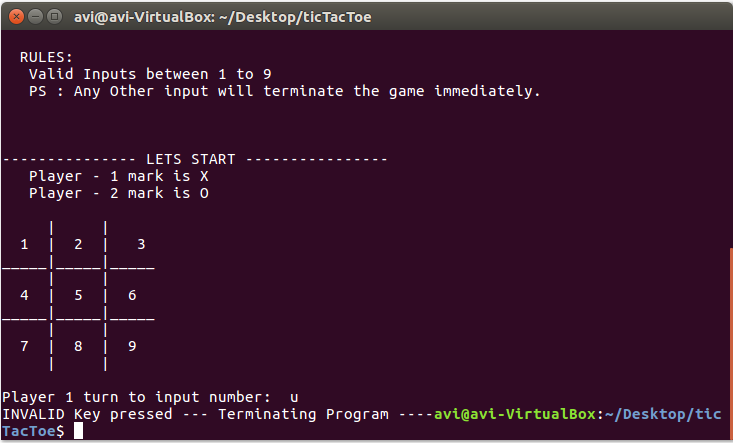 avi@avi-VirtualBox: ~/Desktop/ticTacToe
RULES:
Valid Inputs between 1 to 9
PS : Any Other input will terminate the game immediately.
--------------- LETS START ----------------
Player - 1 mark is X
Player - 2 mark is O
     |     |
  1  |  2  |   3
_____|_____|_____
     |     |
  4  |  5  |  6
_____|_____|_____
     |     |
  7  |  8  |  9
     |     |
Player 1 turn to input number:  u
INVALID Key pressed --- Terminating Program ----avi@avi-VirtualBox:~/Desktop/tic
TacToe$